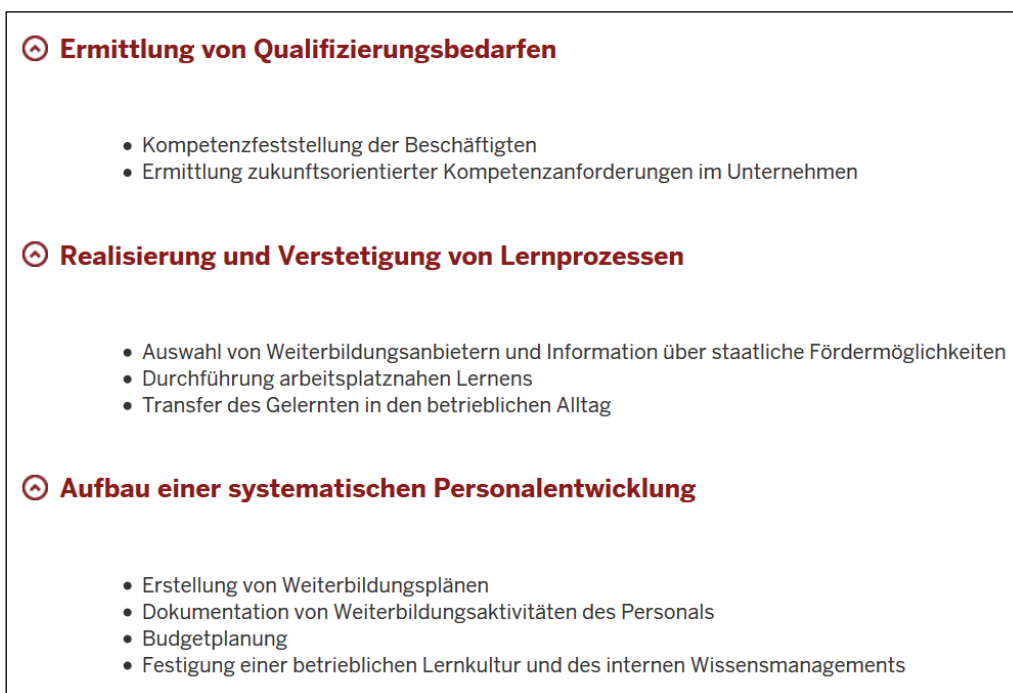 Ermittlung von Qualifizierungsbedarfen
• Kompetenzfeststellung der Beschäftigten
• Ermittlung zukunftsorientierter Kompetenzanforderungen im Unternehmen
Realisierung und Verstetigung von Lernprozessen
• Auswahl von Weiterbildungsanbietern und Information über staatliche Fördermöglichkeiten
• Durchführung arbeitsplatznahen Lernens
• Transfer des Gelernten in den betrieblichen Alltag
Aufbau einer systematischen Personalentwicklung
• Erstellung von Weiterbildungsplänen
• Dokumentation von Weiterbildungsaktivitäten des Personals
• Budgetplanung
• Festigung einer betrieblichen Lernkultur und des internen Wissensmanagements